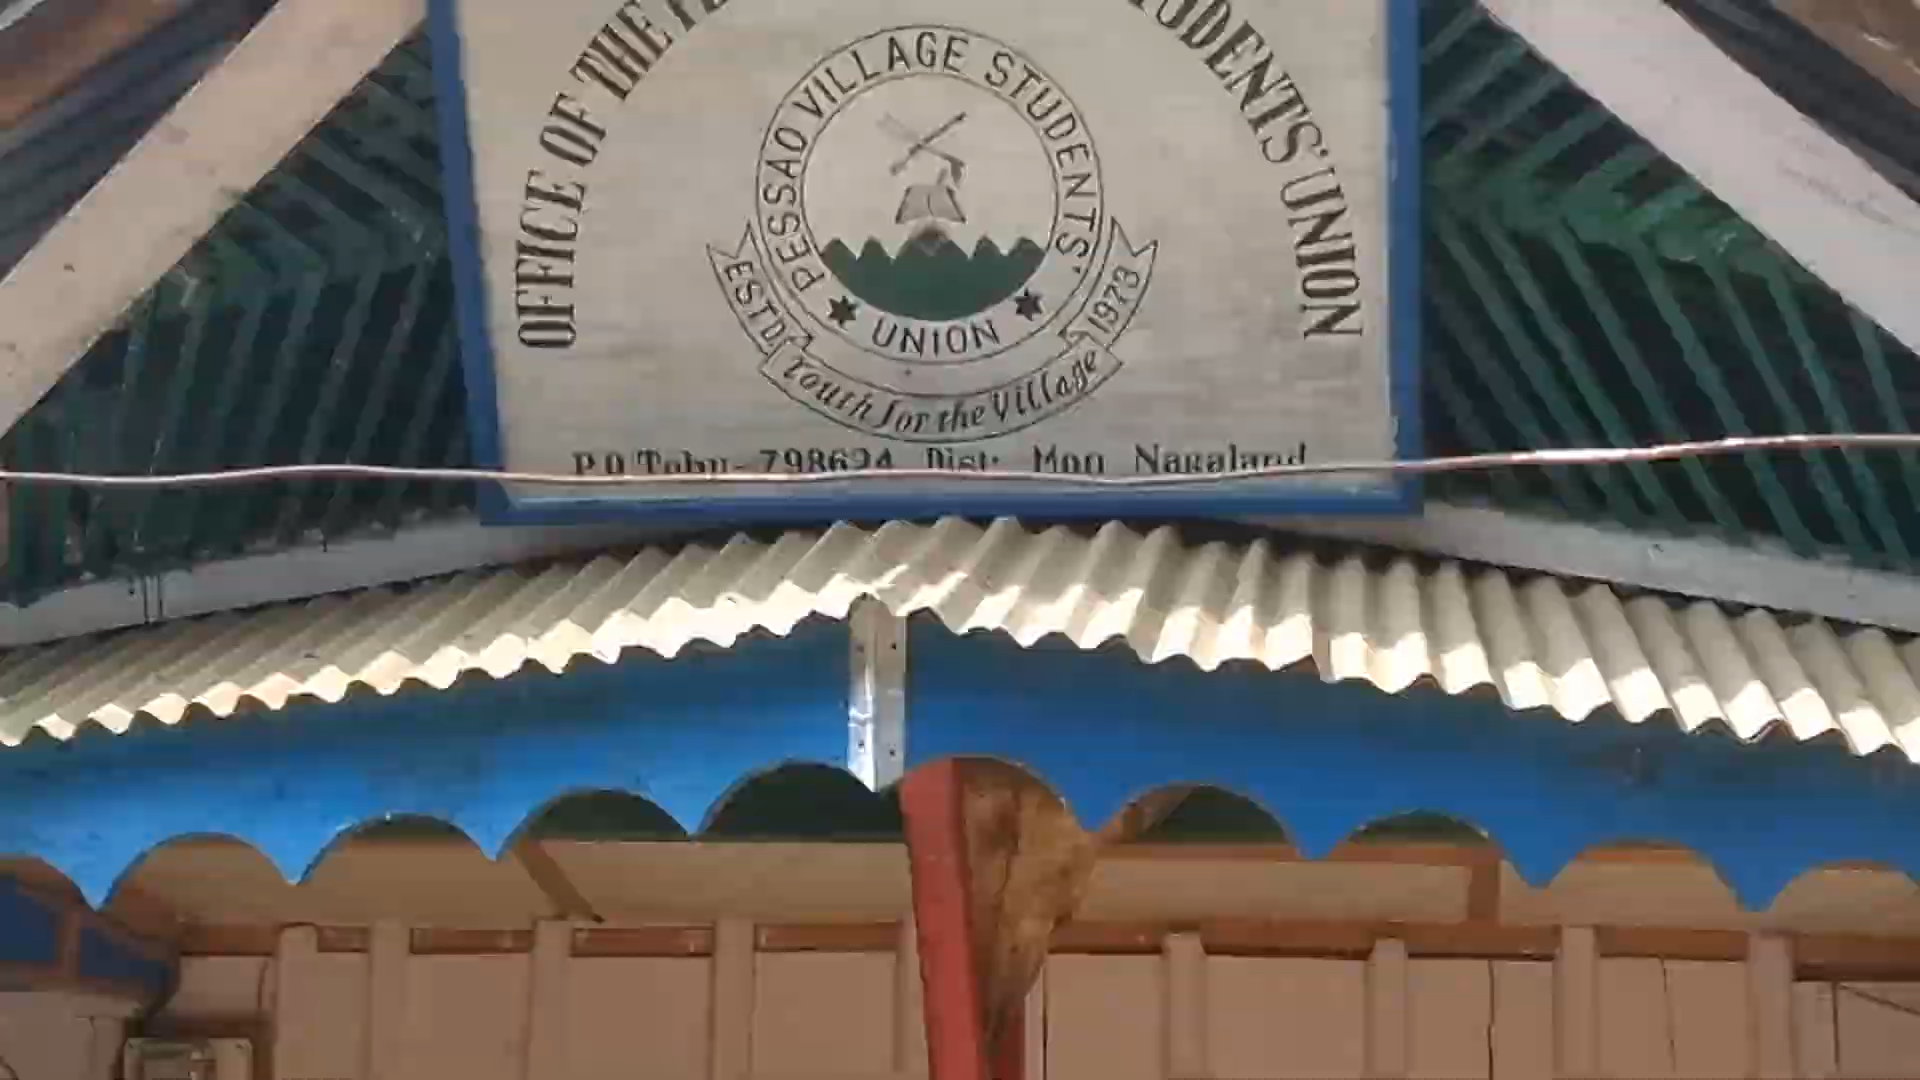 OFFICE OF THE STUDENTS' UNION
PESSAO VILLAGE STUDENTS'
UNION
ESTD. 1973
Youth for the Village
P.O Tobu - 798624 Dist: Mon Nagaland